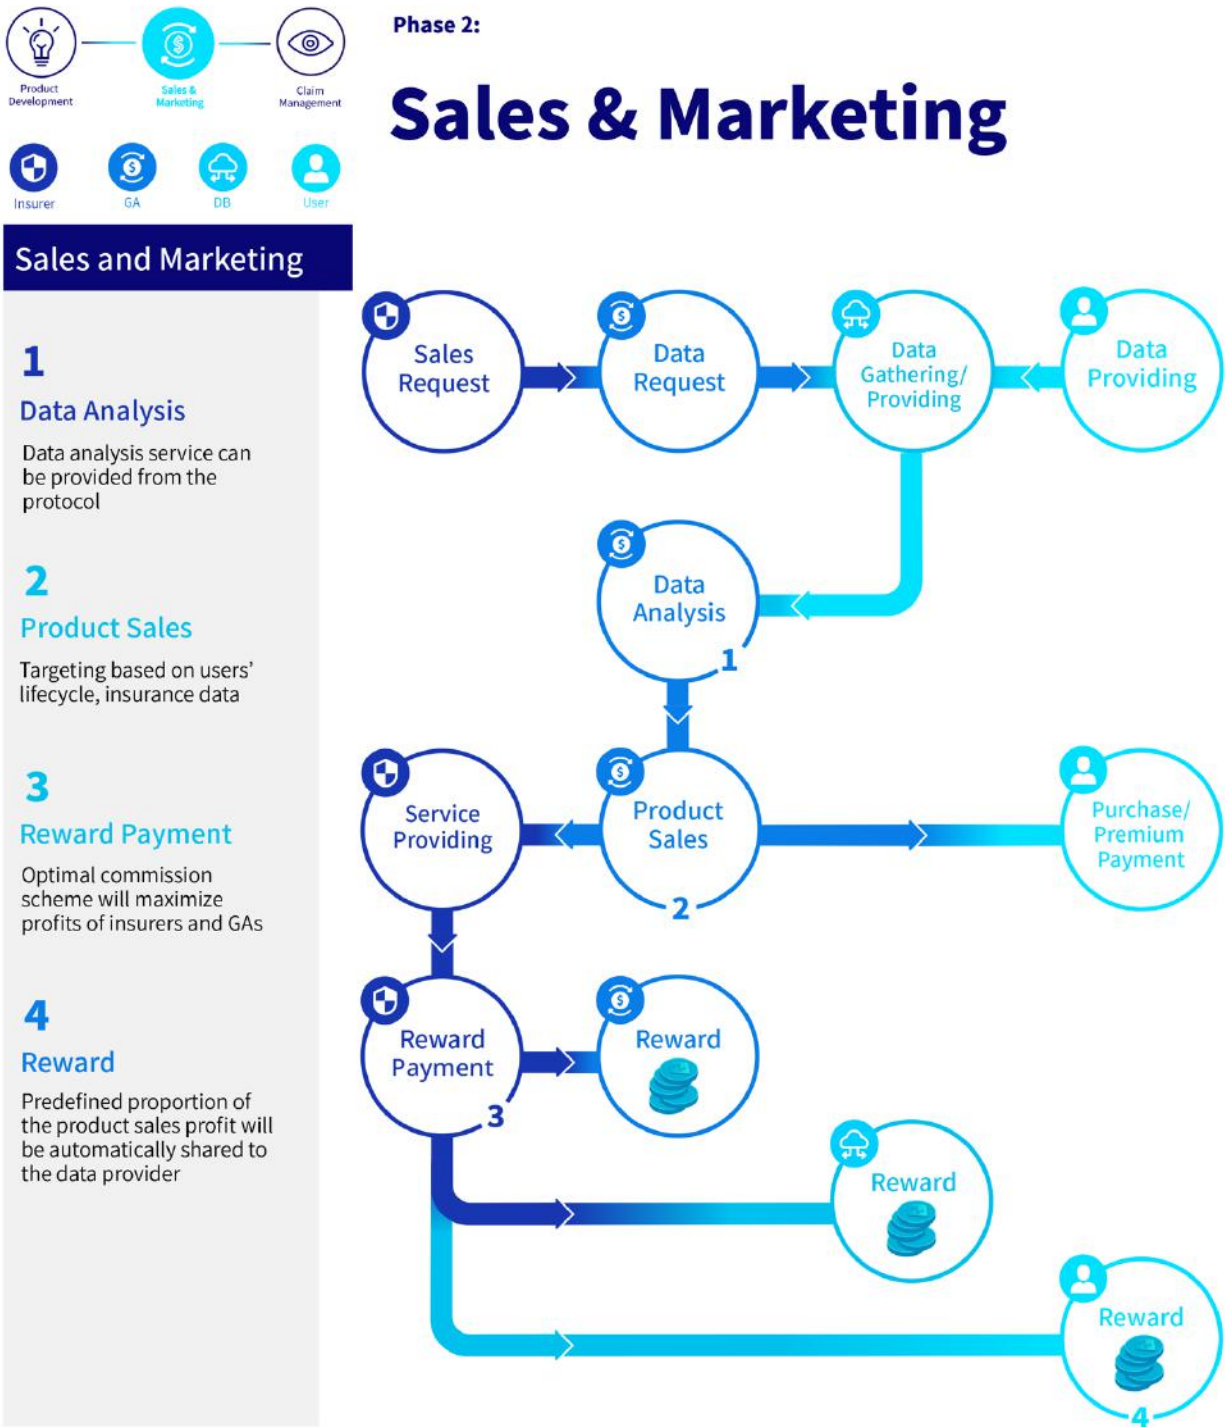 Product
Development
Sales &
Marketing
Claim
Management
Insurer
GA
DB
User
Phase 2:
Sales & Marketing
Sales and Marketing
1
Data Analysis
Data analysis service can
be provided from the
protocol
2
Product Sales
Targeting based on users’
lifecycle, insurance data
3
Reward Payment
Optimal commission
scheme will maximize
profits of insurers and GAs
4
Reward
Predefined proportion of
the product sales profit will
be automatically shared to
the data provider
Sales
Request
Data
Request
Data
Gathering/
Providing
Data
Providing
Data
Analysis
1
Service
Providing
Product
Sales
2
Purchase/
Premium
Payment
Reward
Payment
3
Reward
Reward
Reward
4